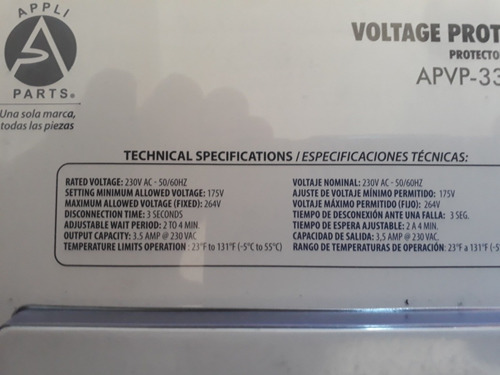 APPLI
PARTS®
Una sola marca,
todas las piezas
VOLTAGE PROT
PROTECTO
APVP-33
TECHNICAL SPECIFICATIONS / ESPECIFICACIONES TÉCNICAS:
RATED VOLTAGE: 230V AC - 50/60HZ
SETTING MINIMUM ALLOWED VOLTAGE: 175V
MAXIMUM ALLOWED VOLTAGE (FIXED): 264V
DISCONNECTION TIME: 3 SECONDS
ADJUSTABLE WAIT PERIOD: 2 TO 4 MIN.
OUTPUT CAPACITY: 3.5 AMP @ 230 VAC
TEMPERATURE LIMITS OPERATION : 23°F to 131°F (-5°C to 55°C)
VOLTAJE NOMINAL: 230V AC - 50/60HZ
AJUSTE DE VOLTAJE MÍNIMO PERMITIDO: 175V
VOLTAJE MÁXIMO PERMITIDO (FIJO): 264V
TIEMPO DE DESCONEXIÓN ANTE UNA FALLA: 3 SEG.
TIEMPO DE ESPERA AJUSTABLE: 2 A 4 MIN.
CAPACIDAD DE SALIDA: 3,5 AMP @ 230 VAC.
RANGO DE TEMPERATURAS DE OPERACIÓN: 23°F a 131°F (-5°C